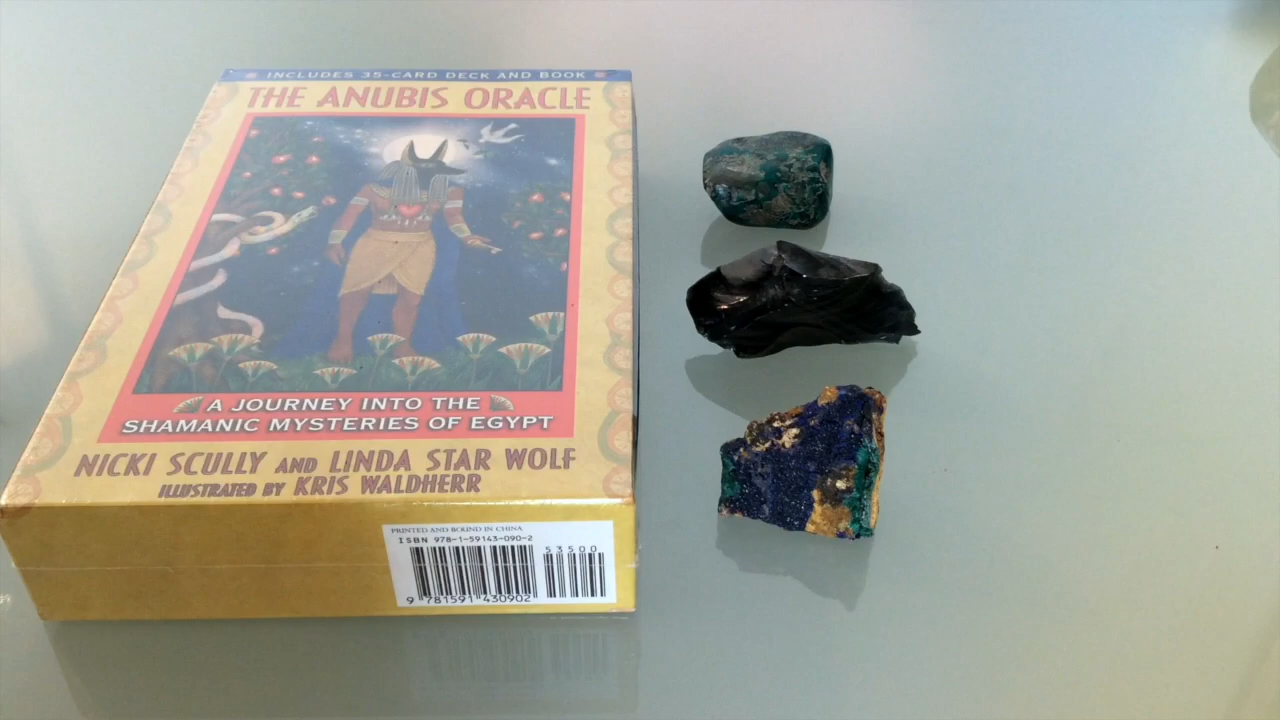 INCLUDES 35-CARD DECK AND BOOK
THE ANUBIS ORACLE
A JOURNEY INTO THE
SHAMANIC MYSTERIES OF EGYPT
NICKI SCULLY AND LINDA STAR WOLF
ILLUSTRATED BY KRIS WALDHERR
PRINTED AND BOUND IN CHINA
ISBN 978-1-59143-090-2
53500
9 781591 430902